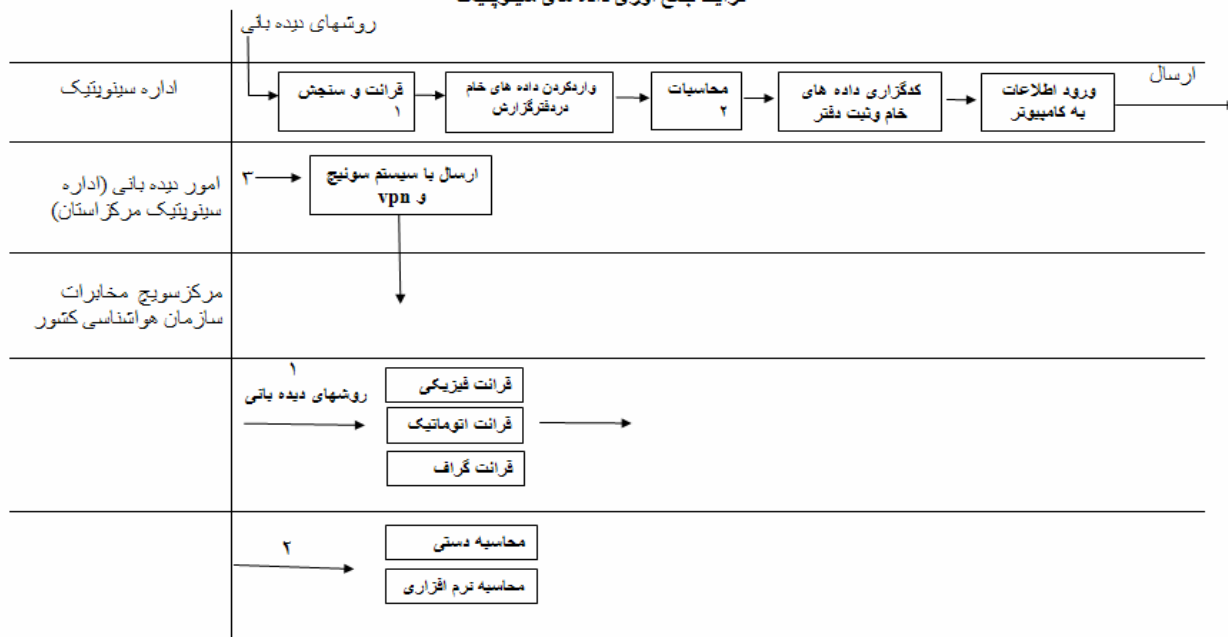 روشهای دیده بانی
اداره سینوپتیک
قرائت و سنجش
۱
واردکردن داده های خام
دردفترگزارش
محاسبات
۲
کدگزاری داده های
خام وثبت دفتر
ورود اطلاعات
به کامپیوتر
ارسال
امور دیده بانی (اداره
سینوپتیک مرکزاستان)
۳
ارسال با سیستم سوئیچ
و vpn
مرکزسویچ مخابرات
سازمان هواشناسی کشور
۱
روشهای دیده بانی
قرائت فیزیکی
قرائت اتوماتیک
قرائت گراف
۲
محاسبه دستی
محاسبه نرم افزاری